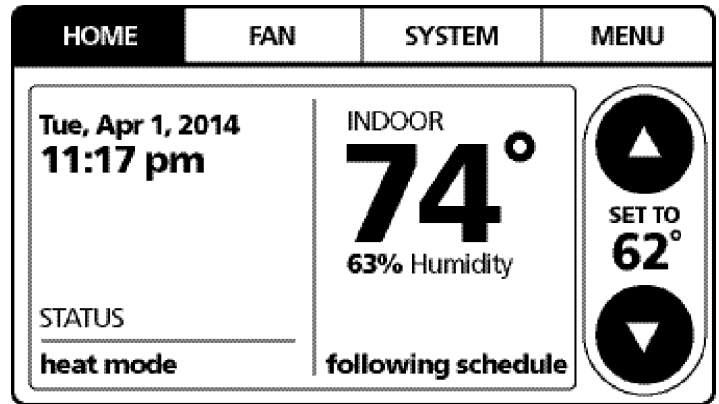 HOME FAN SYSTEM MENU
Tue, Apr 1, 2014
11:17 pm
STATUS
heat mode
INDOOR
74°
63% Humidity
following schedule
SET TO
62°